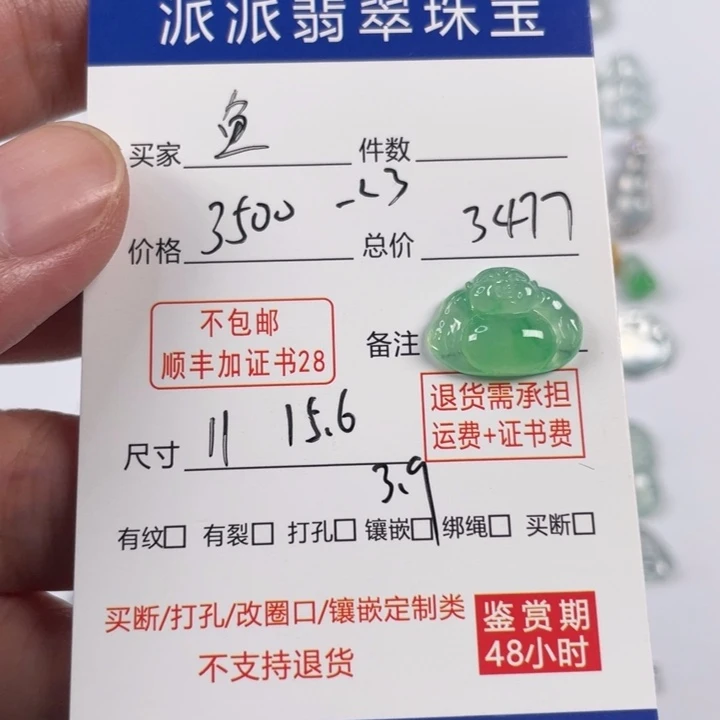 派派翡翠珠宝
买家 鱼 件数
价格 3500 -23 总价 3477
不包邮
顺丰加证书28
备注
退货需承担
运费+证书费
尺寸 11 15.6
3.9
有纹□ 有裂□ 打孔□ 镶嵌□ 绑绳□ 买断□
买断/打孔/改圈口/镶嵌定制类
不支持退货
鉴赏期
48小时